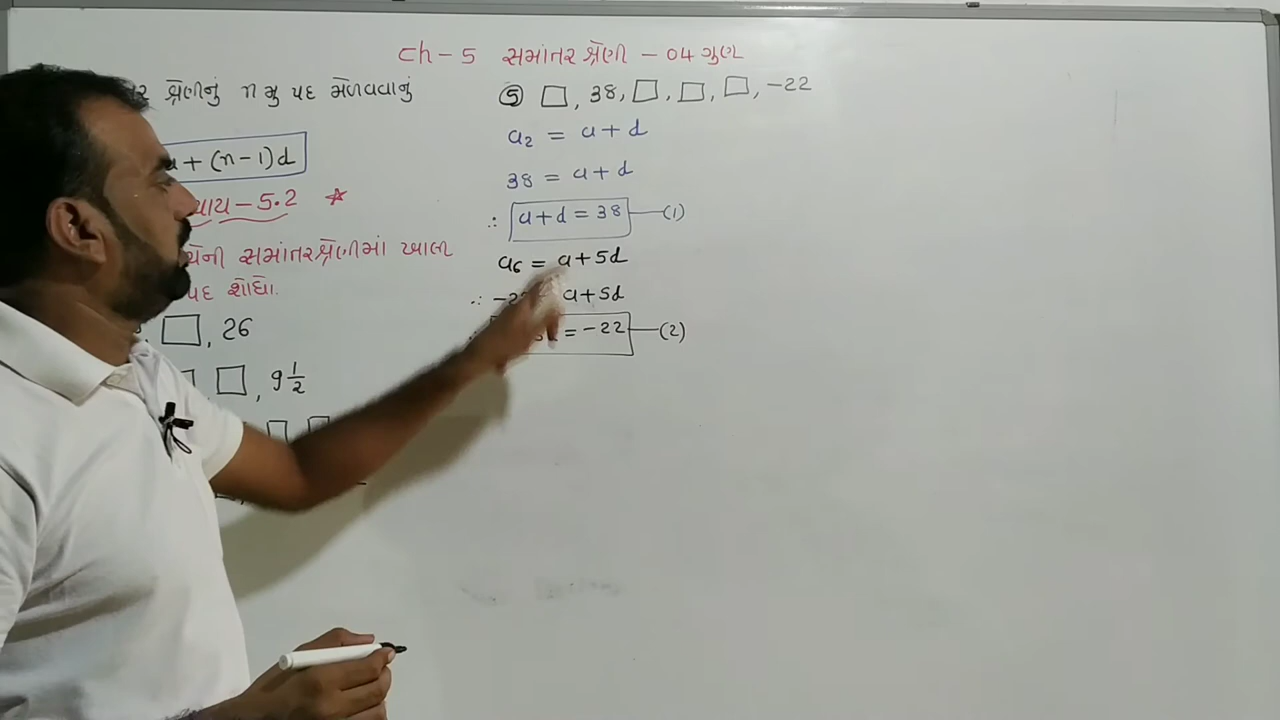 Ch - 5 સમાંતર શ્રેણી - 04 ગુણ
શ્રેણીનું n મુ પદ મેળવવાનું
a + (n-1)d
- 5.2 ☆
સમાંતરશ્રેણીમાં ખાલી
પદ શોધો.
□, 26
□, 9 1/2
⑤ □, 38, □, □, □, -22
a₂ = a + d
38 = a + d
∴ a + d = 38 —(1)
a₆ = a + 5d
a + 5d
= -22 —(2)